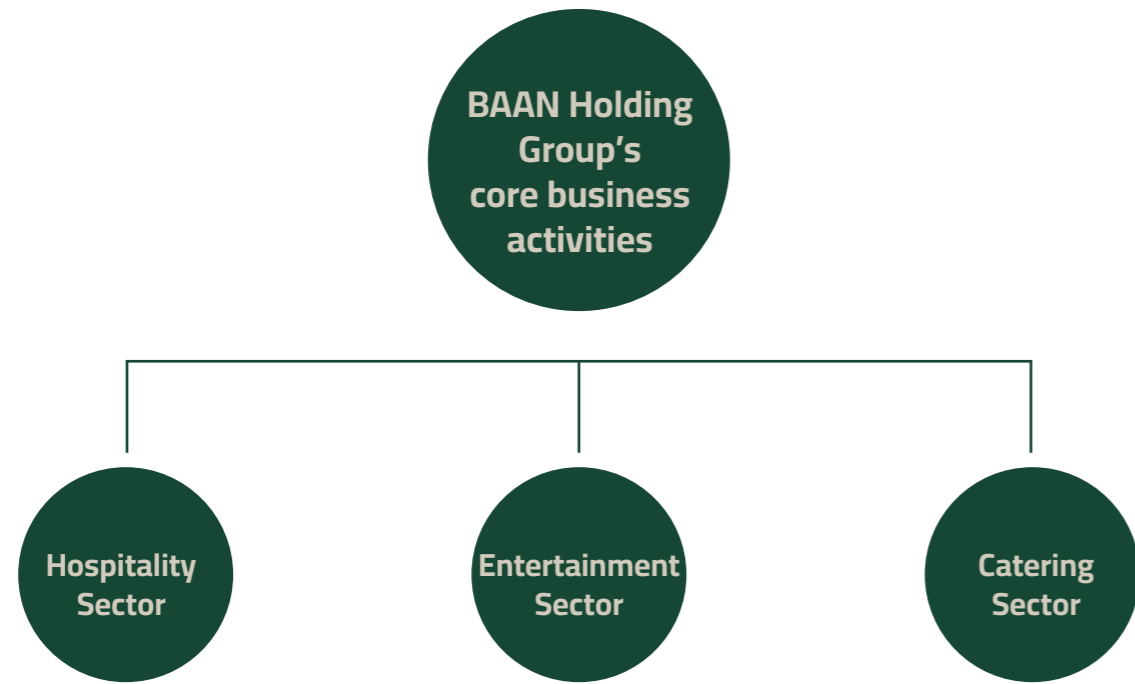 BAAN Holding
Group’s
core business
activities
Hospitality
Sector
Entertainment
Sector
Catering
Sector